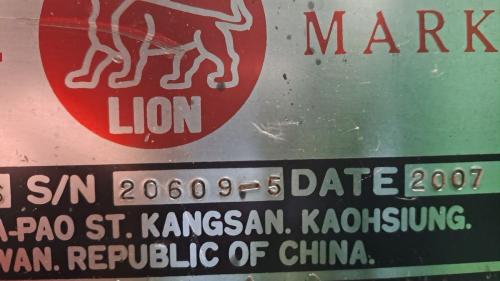 MARK
LION
S/N 20609-5 DATE 2007
A-PAO ST. KANGSAN. KAOHSIUNG.
WAN. REPUBLIC OF CHINA.